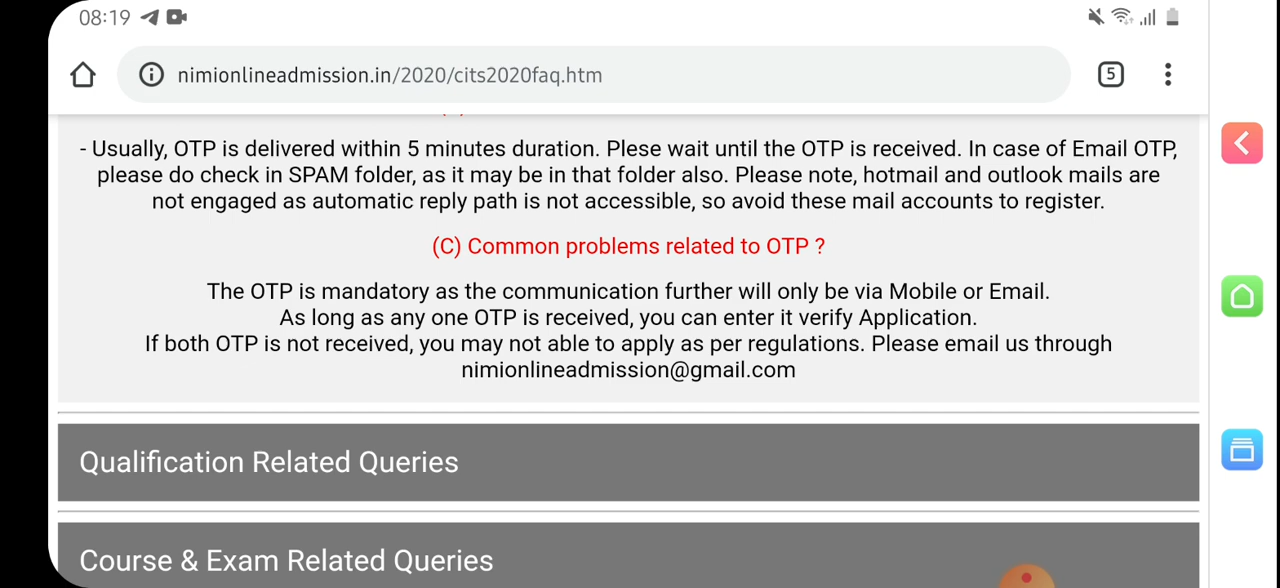 08:19
nimionlineadmission.in/2020/cits2020faq.htm
5
- Usually, OTP is delivered within 5 minutes duration. Plese wait until the OTP is received. In case of Email OTP,
please do check in SPAM folder, as it may be in that folder also. Please note, hotmail and outlook mails are
not engaged as automatic reply path is not accessible, so avoid these mail accounts to register.
(C) Common problems related to OTP ?
The OTP is mandatory as the communication further will only be via Mobile or Email.
As long as any one OTP is received, you can enter it verify Application.
If both OTP is not received, you may not able to apply as per regulations. Please email us through
nimionlineadmission@gmail.com
Qualification Related Queries
Course & Exam Related Queries